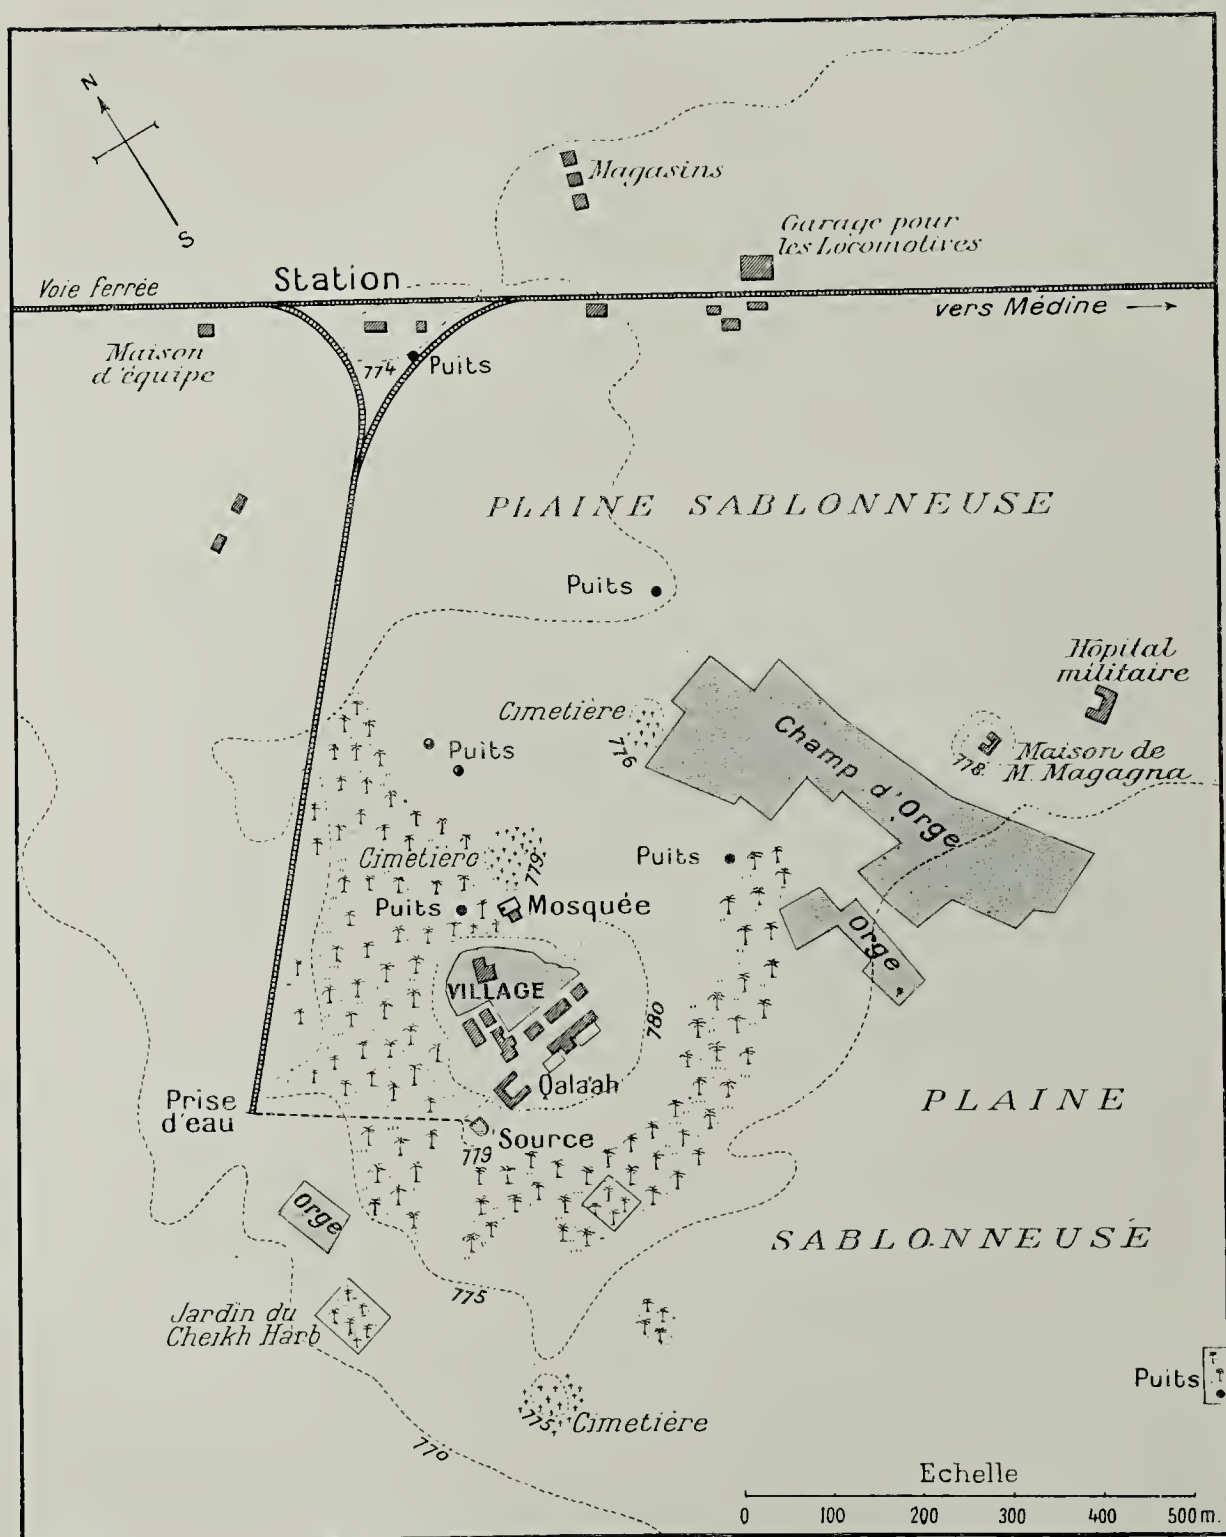 N
S
Magasins
Garage pour
les Locomotives
Voie ferrée
Station
vers Médine
Maison
d'équipe
774
Puits
PLAINE SABLONNEUSE
Puits
Hôpital
militaire
Cimetière
776
Champ d'Orge
778
Maison de
M. Magagna
Puits
Cimetière
779
Puits
Puits
Mosquée
Orge
VILLAGE
780
Qala'ah
Prise
d'eau
PLAINE
Source
779
Orge
SABLONNEUSE
775
Jardin du
Cheikh Harb
Puits
775
Cimetière
770
Echelle
0 100 200 300 400 500 m.